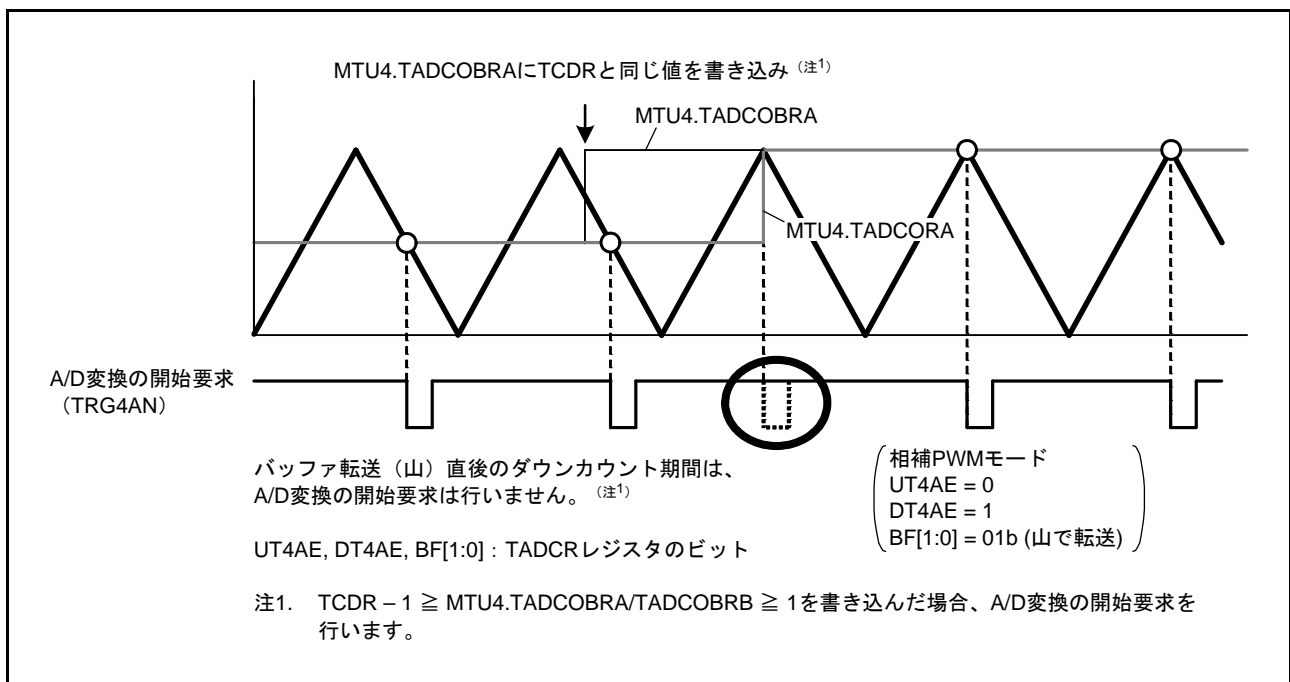 MTU4.TADCOBRAにTCDRと同じ値を書き込み（注1）
MTU4.TADCOBRA
MTU4.TADCORA
A/D変換の開始要求
（TRG4AN）
バッファ転送（山）直後のダウンカウント期間は、
A/D変換の開始要求は行いません。（注1）
相補PWMモード
UT4AE = 0
DT4AE = 1
BF[1:0] = 01b (山で転送)
UT4AE, DT4AE, BF[1:0]：TADCRレジスタのビット
注1. TCDR – 1 ≧ MTU4.TADCOBRA/TADCOBRB ≧ 1を書き込んだ場合、A/D変換の開始要求を
行います。